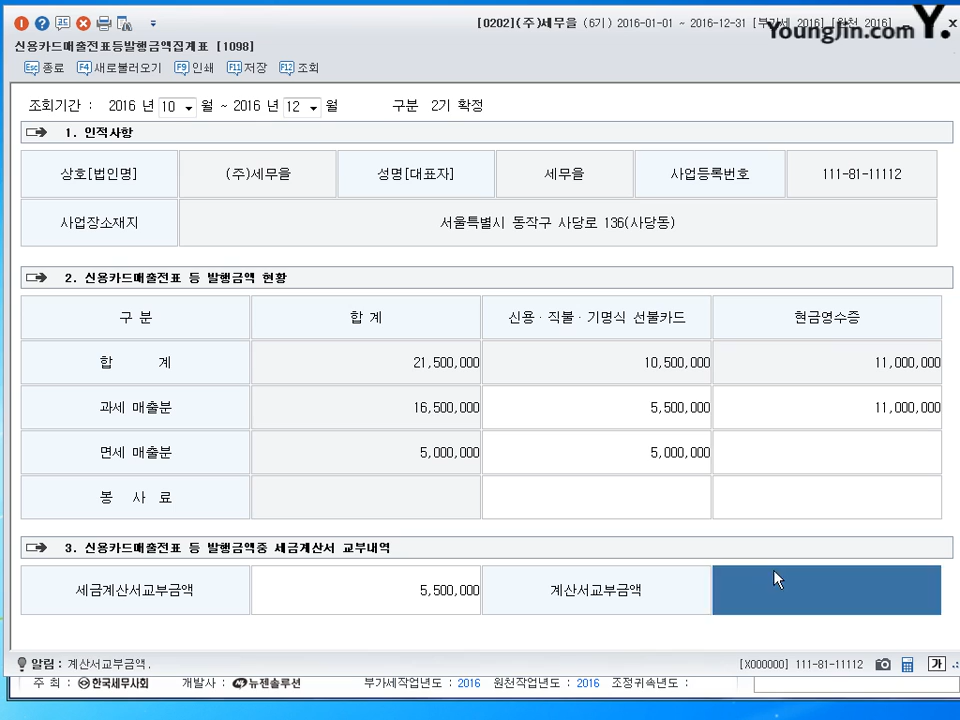 [0202](주)세무을 (6기) 2016-01-01 ~ 2016-12-31 [부가세 2016] [원천 2016]
YoungJin.com Y.
신용카드매출전표등발행금액집계표 [1098]
Esc 종료 F4 새로불러오기 F9 인쇄 F11 저장 F12 조회
조회기간 : 2016 년 10 월 ~ 2016 년 12 월 구분 2기 확정
1. 인적사항
상호[법인명] (주)세무을 성명[대표자] 세무을 사업등록번호 111-81-11112
사업장소재지 서울특별시 동작구 사당로 136(사당동)
2. 신용카드매출전표 등 발행금액 현황
구 분 합 계 신용·직불·기명식 선불카드 현금영수증
합 계 21,500,000 10,500,000 11,000,000
과세 매출분 16,500,000 5,500,000 11,000,000
면세 매출분 5,000,000 5,000,000
봉 사 료
3. 신용카드매출전표 등 발행금액중 세금계산서 교부내역
세금계산서교부금액 5,500,000 계산서교부금액
알림 : 계산서교부금액. [X000000] 111-81-11112 가
주 최 : 한국세무사회 개발사 : 뉴젠솔루션 부가세작업년도 : 2016 원천작업년도 : 2016 조정귀속년도 :